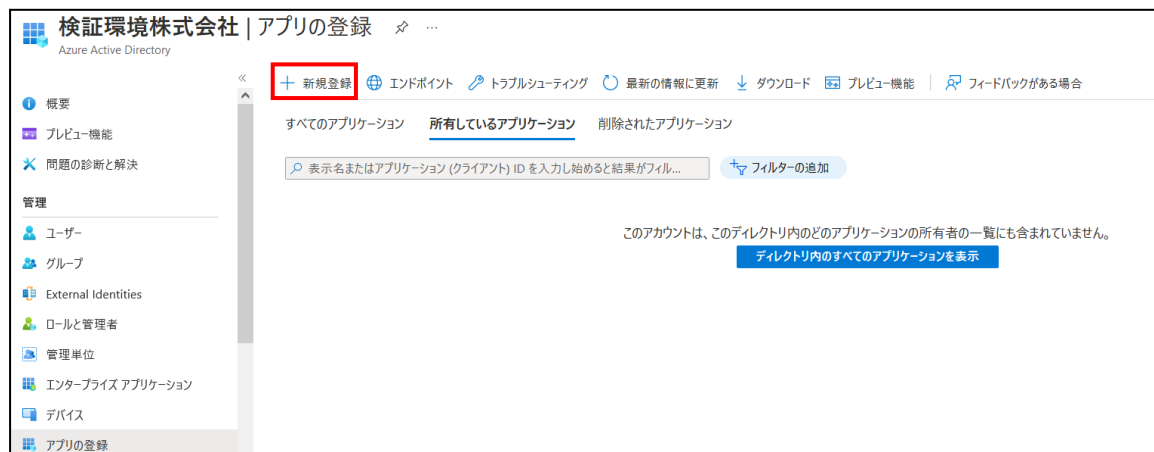 検証環境株式会社 | アプリの登録 ...
Azure Active Directory
«
+ 新規登録 エンドポイント トラブルシューティング 最新の情報に更新 ダウンロード プレビュー機能 | フィードバックがある場合
概要
プレビュー機能
問題の診断と解決
管理
ユーザー
グループ
External Identities
ロールと管理者
管理単位
エンタープライズ アプリケーション
デバイス
アプリの登録
すべてのアプリケーション 所有しているアプリケーション 削除されたアプリケーション
表示名またはアプリケーション (クライアント) ID を入力し始めると結果がフィル... フィルターの追加
このアカウントは、このディレクトリ内のどのアプリケーションの所有者の一覧にも含まれていません。
ディレクトリ内のすべてのアプリケーションを表示